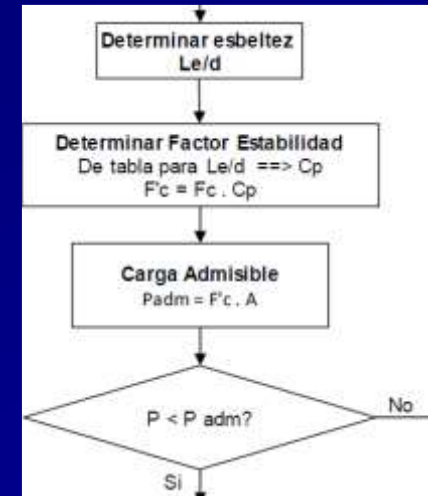 Determinar esbeltez
Le/d
Determinar Factor Estabilidad
De tabla para Le/d ==> Cp
F'c = Fc . Cp
Carga Admisible
Padm = F'c . A
P < P adm?
No
Si